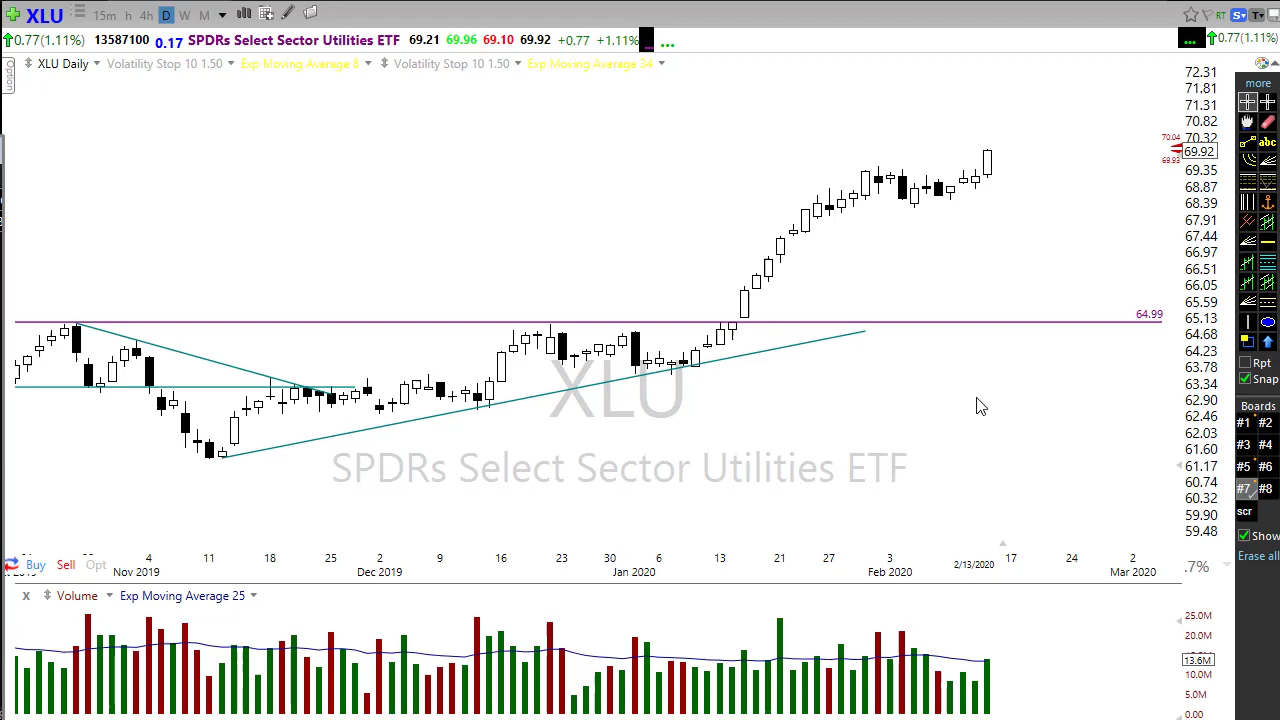 XLU 15m h 4h D W M RT S T
0.77(1.11%) 13587100 0.17 SPDRs Select Sector Utilities ETF 69.21 69.96 69.10 69.92 +0.77 +1.11% ... ... 0.77(1.11%)
Option
XLU Daily Volatility Stop 10 1.50 Exp Moving Average 8 Volatility Stop 10 1.50 Exp Moving Average 34
72.31
71.81
71.31
70.82
70.32
70.04
69.92
69.93
69.35
68.87
68.39
67.91
67.44
66.97
66.51
66.05
65.59
64.99
65.13
64.68
64.23
63.78
63.34
62.90
62.46
62.03
61.60
61.17
60.74
60.32
59.90
59.48
XLU
SPDRs Select Sector Utilities ETF
more
abc
Rpt
Snap
Boards
#1 #2
#3 #4
#5 #6
#7 #8
scr
Show
Erase all
4 11 18 25 2 9 16 23 30 6 13 21 27 3 2/13/2020 17 24 2
Nov 2019 Dec 2019 Jan 2020 Feb 2020 Mar 2020
Buy Sell Opt .7%
x Volume Exp Moving Average 25
25.0M
20.0M
13.6M
10.0M
5.0M
0.00